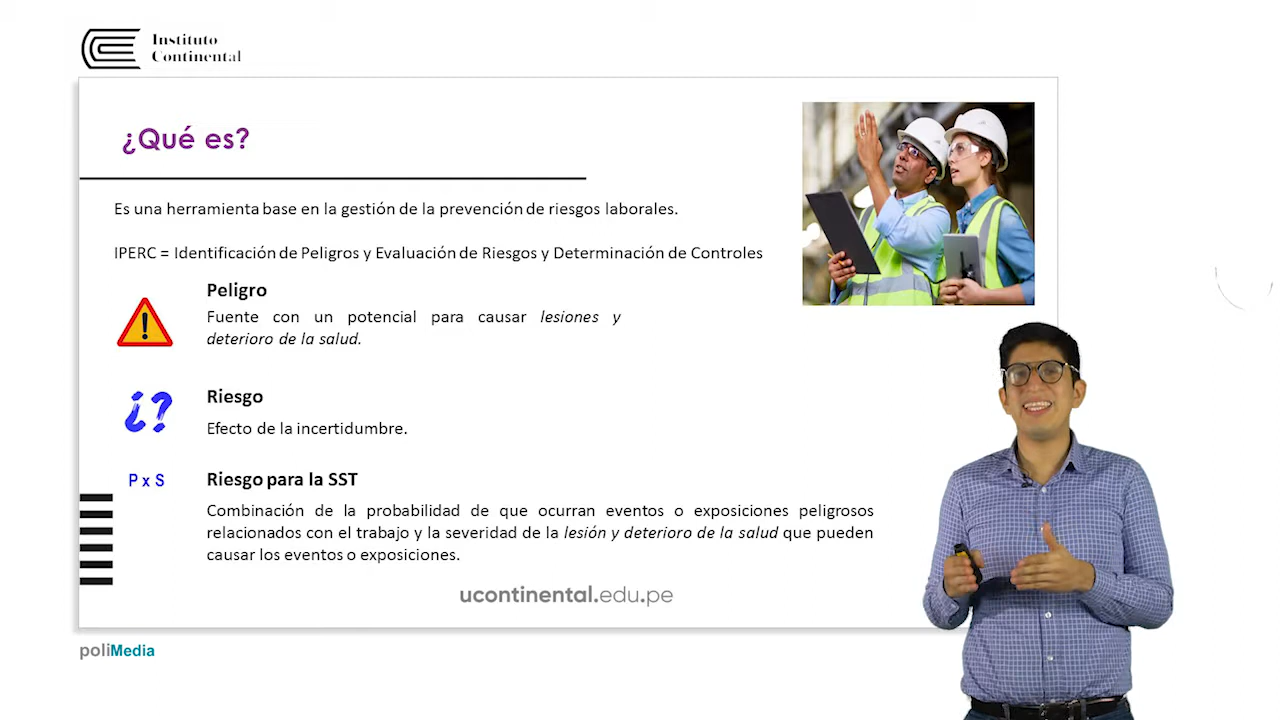 Instituto
Continental
¿Qué es?
Es una herramienta base en la gestión de la prevención de riesgos laborales.
IPERC = Identificación de Peligros y Evaluación de Riesgos y Determinación de Controles
Peligro
Fuente con un potencial para causar lesiones y
deterioro de la salud.
¿?
Riesgo
Efecto de la incertidumbre.
P x S
Riesgo para la SST
Combinación de la probabilidad de que ocurran eventos o exposiciones peligrosos
relacionados con el trabajo y la severidad de la lesión y deterioro de la salud que pueden
causar los eventos o exposiciones.
ucontinental.edu.pe
poliMedia